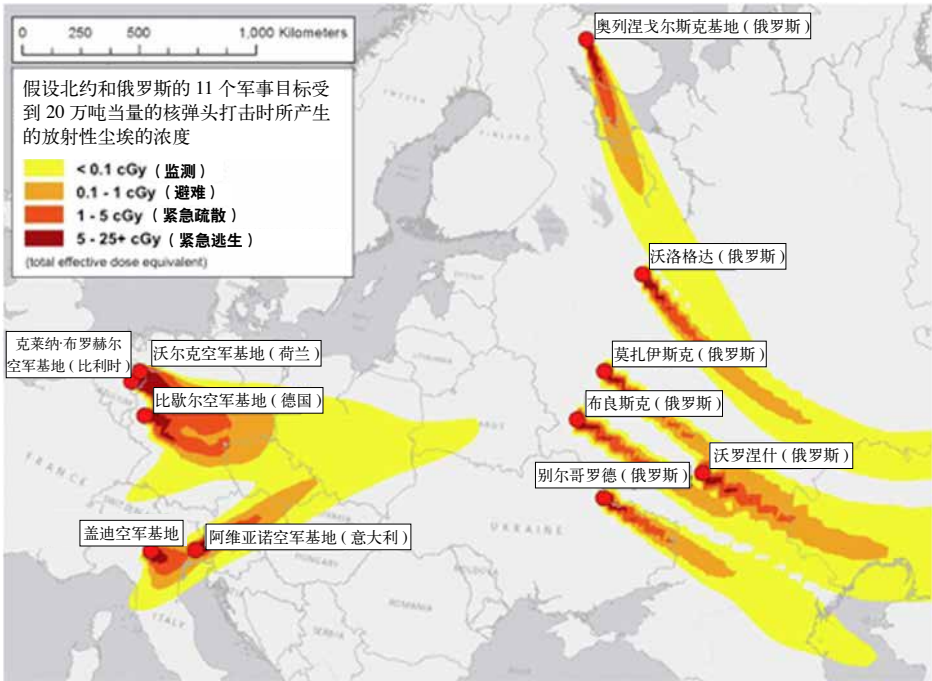 0 250 500 1,000 Kilometers
假设北约和俄罗斯的 11 个军事目标受
到 20 万吨当量的核弹头打击时所产生
的放射性尘埃的浓度
< 0.1 cGy（监测）
0.1 - 1 cGy（避难）
1 - 5 cGy（紧急疏散）
5 - 25+ cGy（紧急逃生）
(total effective dose equivalent)
奥列涅戈尔斯克基地（俄罗斯）
SWEDEN
FINLAND
沃洛格达（俄罗斯）
克莱纳·布罗赫尔
空军基地（比利时）
沃尔克空军基地（荷兰）
莫扎伊斯克（俄罗斯）
比歇尔空军基地（德国）
布良斯克（俄罗斯）
沃罗涅什（俄罗斯）
FRANCE
别尔哥罗德（俄罗斯）
UKRAINE
盖迪空军基地
阿维亚诺空军基地（意大利）
HUNGARY
MOLDOVA
ROMANIA
ITALY
SERBIA